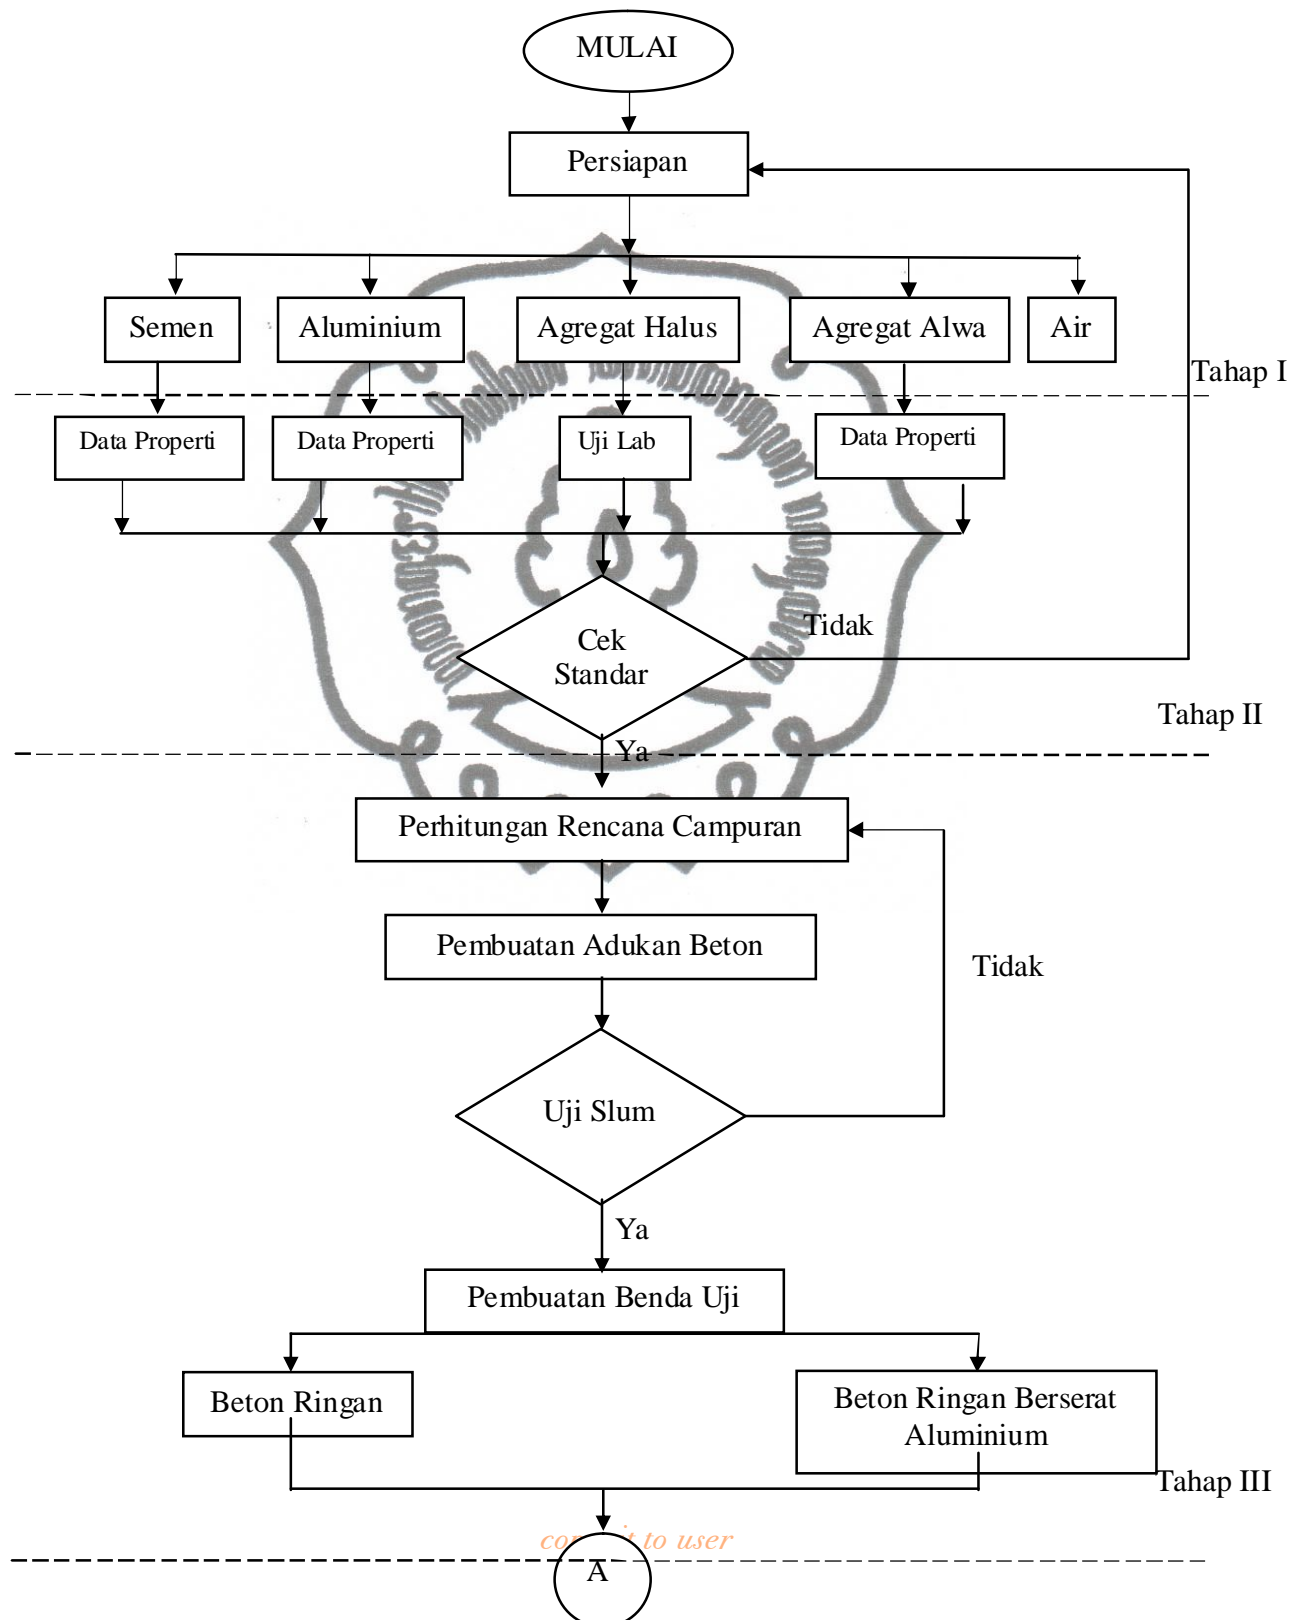 MULAI
Persiapan
Semen
Aluminium
Agregat Halus
Agregat Alwa
Air
Tahap I
Data Properti
Data Properti
Uji Lab
Data Properti
Cek
Standar
Tidak
Tahap II
Ya
Perhitungan Rencana Campuran
Pembuatan Adukan Beton
Tidak
Uji Slum
Ya
Pembuatan Benda Uji
Beton Ringan
Beton Ringan Berserat
Aluminium
Tahap III
to user
A